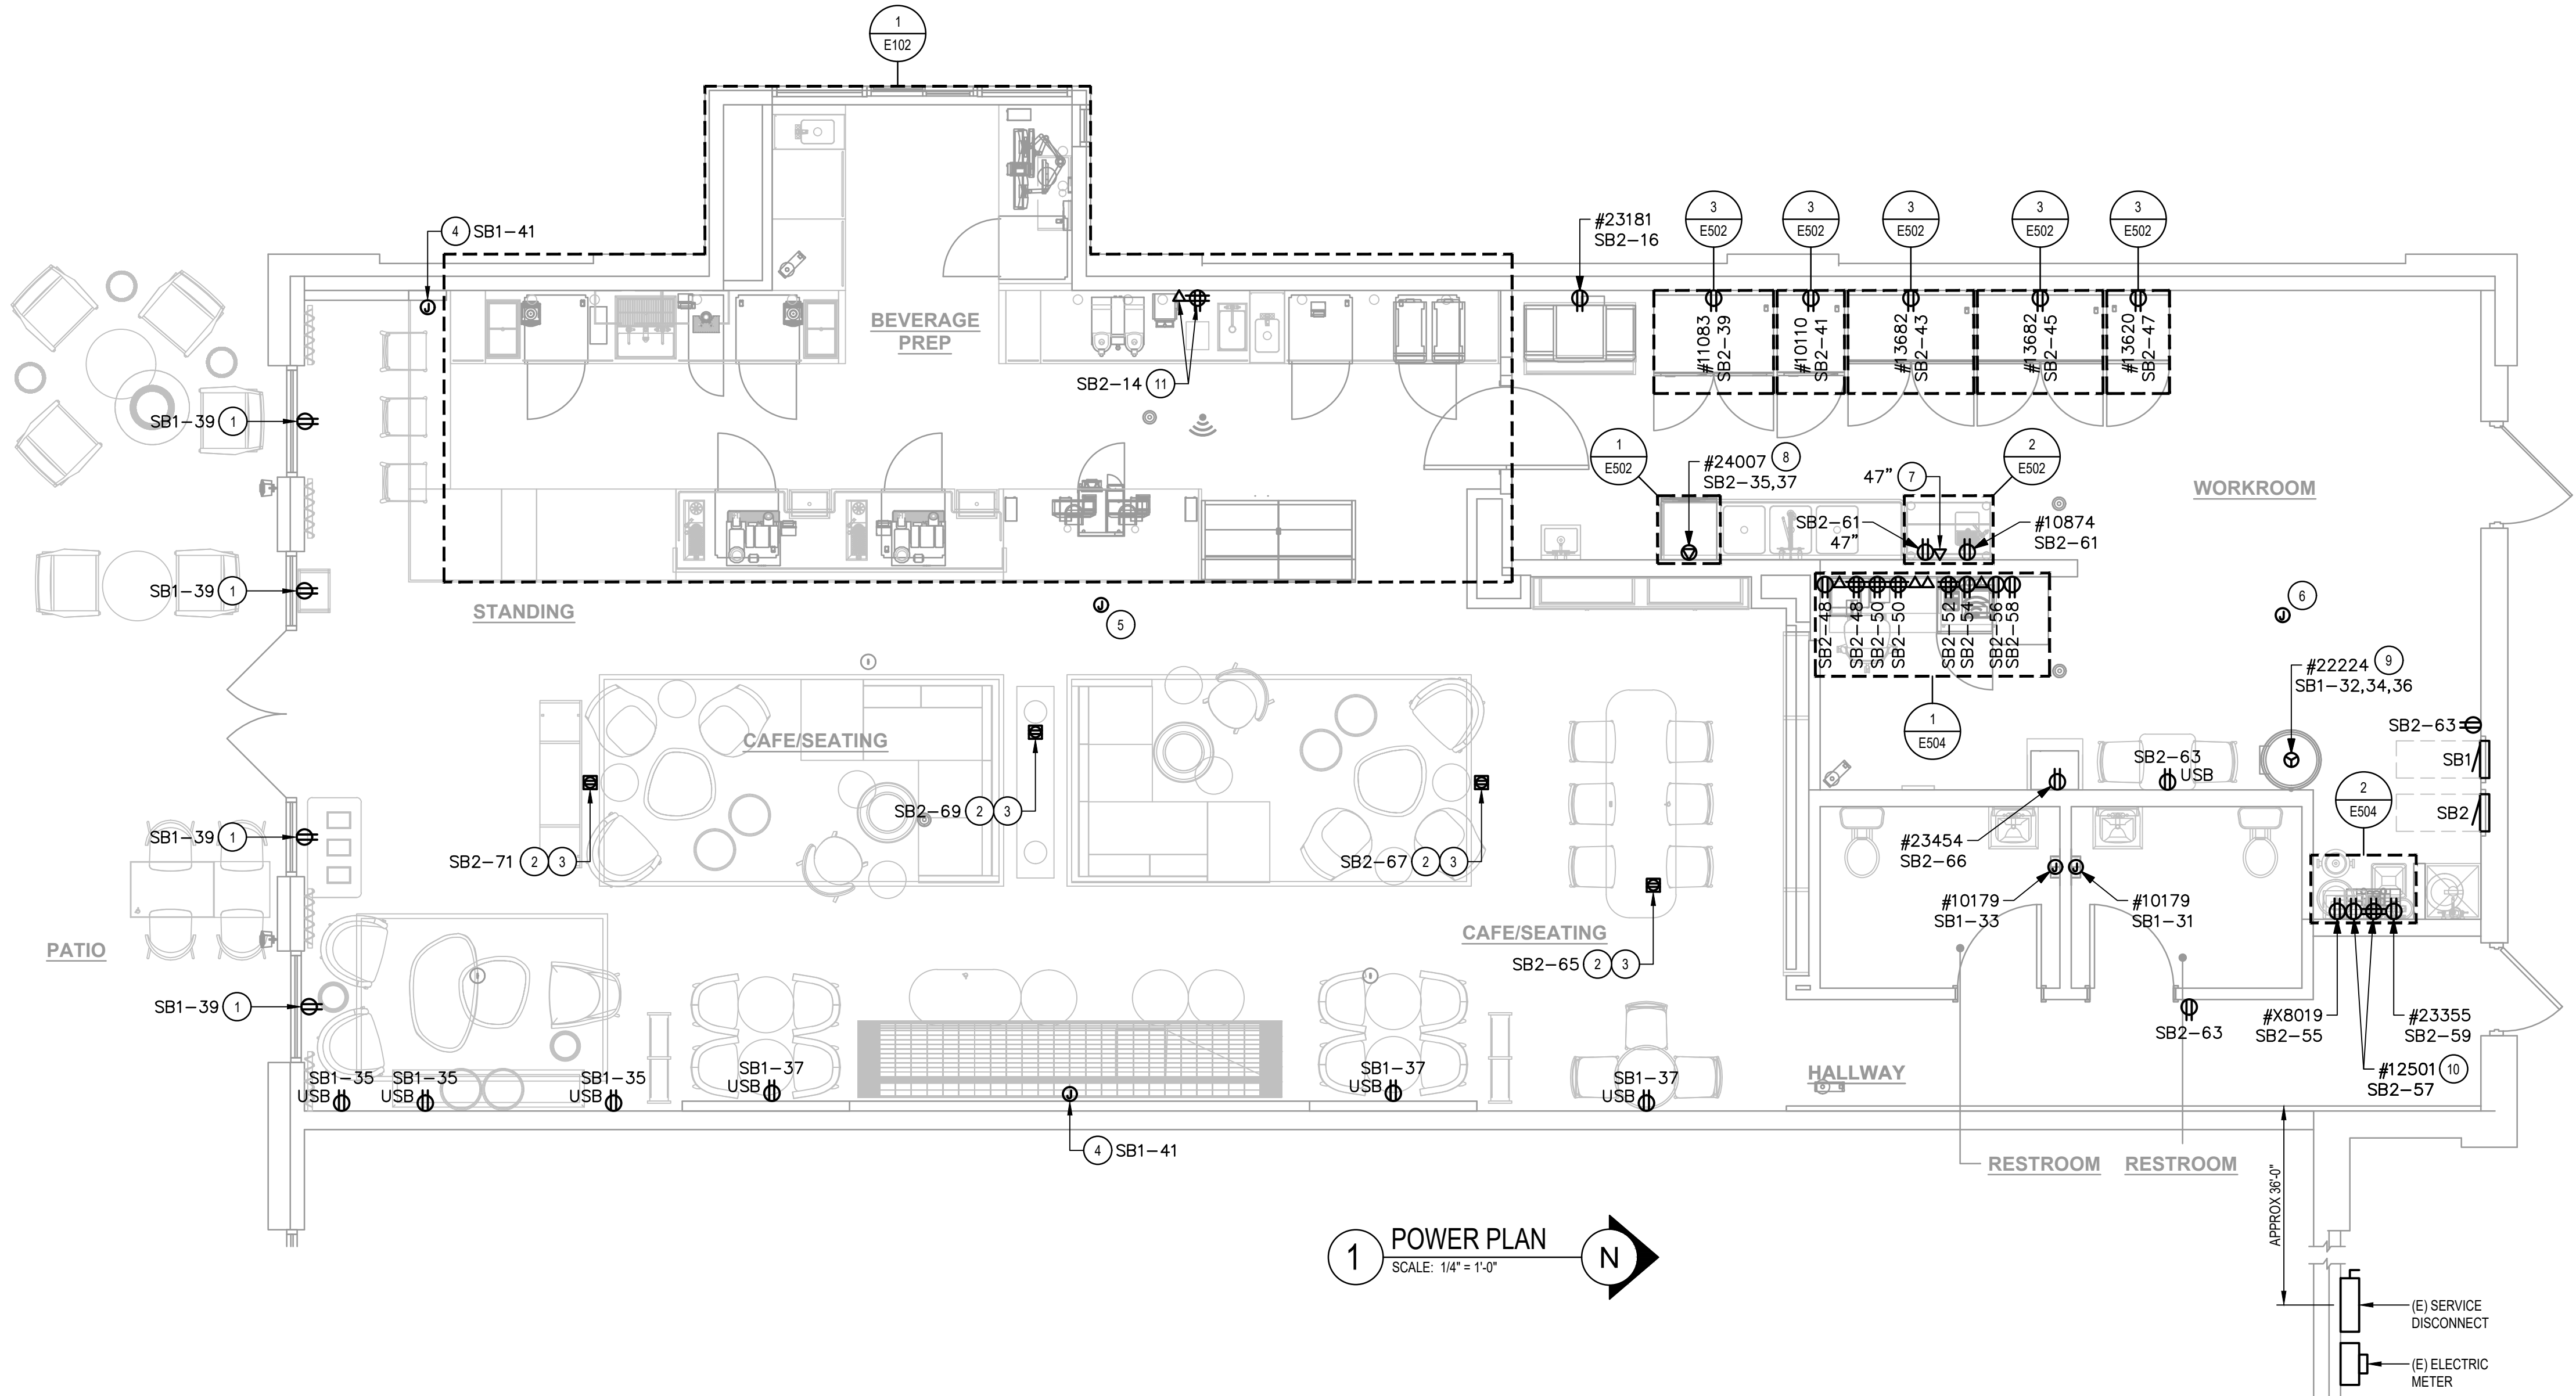 1
E102
4 SB1-41
#23181
SB2-16
3
E502
3
E502
3
E502
3
E502
3
E502
BEVERAGE
PREP
#11083
SB2-39
#10110
SB2-41
#13682
SB2-43
#13682
SB2-45
#13620
SB2-47
SB2-14 11
SB1-39 1
1
E502
#24007 8
SB2-35,37
47" 7
2
E502
WORKROOM
SB2-61
47"
#10874
SB2-61
SB1-39 1
STANDING
5
6
SB2-48
SB2-48
SB2-50
SB2-50
SB2-52
SB2-54
SB2-56
SB2-58
#22224 9
SB1-32,34,36
1
E504
CAFE/SEATING
SB2-63
SB2-63
USB
SB1
2
E504
SB2-69 2 3
SB2
SB1-39 1
#23454
SB2-66
SB2-71 2 3
SB2-67 2 3
#10179
SB1-33
#10179
SB1-31
CAFE/SEATING
PATIO
SB2-65 2 3
SB1-39 1
#X8019
SB2-55
#23355
SB2-59
SB2-63
#12501 10
SB2-57
SB1-35
USB
SB1-35
USB
SB1-35
USB
SB1-37
USB
SB1-37
USB
SB1-37
USB
HALLWAY
4 SB1-41
RESTROOM
RESTROOM
APPROX 36'-0"
1
POWER PLAN
SCALE: 1/4" = 1'-0"
N
(E) SERVICE
DISCONNECT
(E) ELECTRIC
METER
J
J
J
J
J
J